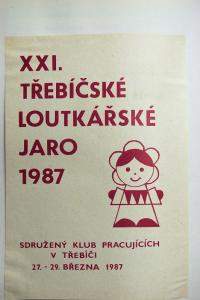 XXI.
TŘEBÍČSKÉ
LOUTKÁŘSKÉ
JARO
1987
SDRUŽENÝ KLUB PRACUJÍCÍCH
V TŘEBÍČI
27. - 29. BŘEZNA 1987